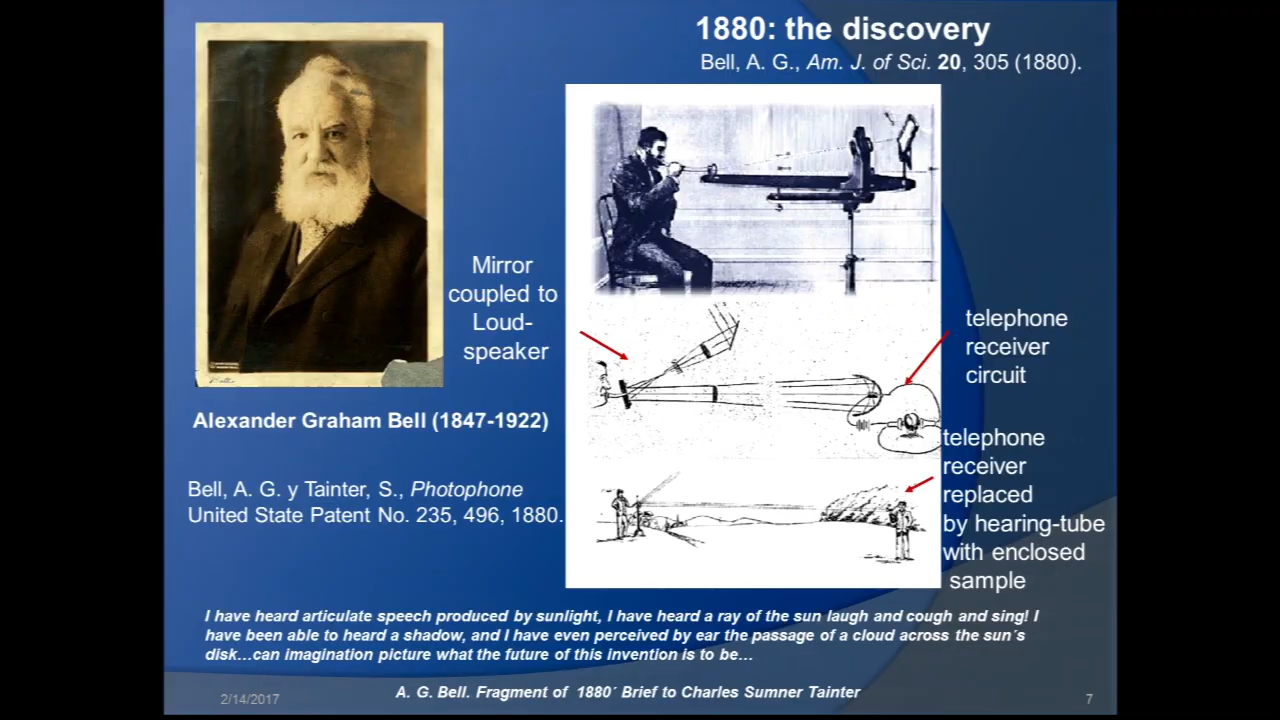 1880: the discovery
Bell, A. G., Am. J. of Sci. 20, 305 (1880).
Mirror
coupled to
Loud-
speaker
telephone
receiver
circuit
Alexander Graham Bell (1847-1922)
telephone
receiver
replaced
by hearing-tube
with enclosed
sample
Bell, A. G. y Tainter, S., Photophone
United State Patent No. 235, 496, 1880.
I have heard articulate speech produced by sunlight, I have heard a ray of the sun laugh and cough and sing! I
have been able to heard a shadow, and I have even perceived by ear the passage of a cloud across the sun´s
disk…can imagination picture what the future of this invention is to be…
A. G. Bell. Fragment of 1880´ Brief to Charles Sumner Tainter
2/14/2017
7